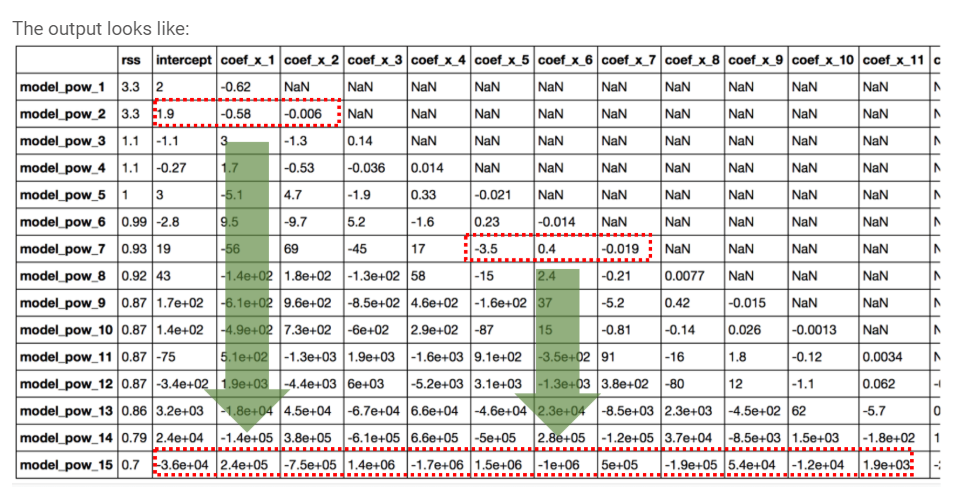 The output looks like:
rss intercept coef_x_1 coef_x_2 coef_x_3 coef_x_4 coef_x_5 coef_x_6 coef_x_7 coef_x_8 coef_x_9 coef_x_10 coef_x_11 c
model_pow_1 3.3 2 -0.62 NaN NaN NaN NaN NaN NaN NaN NaN NaN NaN N
model_pow_2 3.3 1.9 -0.58 -0.006 NaN NaN NaN NaN NaN NaN NaN NaN NaN N
model_pow_3 1.1 -1.1 3 -1.3 0.14 NaN NaN NaN NaN NaN NaN NaN NaN N
model_pow_4 1.1 -0.27 1.7 -0.53 -0.036 0.014 NaN NaN NaN NaN NaN NaN NaN N
model_pow_5 1 3 -5.1 4.7 -1.9 0.33 -0.021 NaN NaN NaN NaN NaN NaN N
model_pow_6 0.99 -2.8 9.5 -9.7 5.2 -1.6 0.23 -0.014 NaN NaN NaN NaN NaN N
model_pow_7 0.93 19 -56 69 -45 17 -3.5 0.4 -0.019 NaN NaN NaN NaN N
model_pow_8 0.92 43 -1.4e+02 1.8e+02 -1.3e+02 58 -15 2.4 -0.21 0.0077 NaN NaN NaN N
model_pow_9 0.87 1.7e+02 -6.1e+02 9.6e+02 -8.5e+02 4.6e+02 -1.6e+02 37 -5.2 0.42 -0.015 NaN NaN N
model_pow_10 0.87 1.4e+02 -4.9e+02 7.3e+02 -6e+02 2.9e+02 -87 15 -0.81 -0.14 0.026 -0.0013 NaN N
model_pow_11 0.87 -75 5.1e+02 -1.3e+03 1.9e+03 -1.6e+03 9.1e+02 -3.5e+02 91 -16 1.8 -0.12 0.0034 N
model_pow_12 0.87 -3.4e+02 1.9e+03 -4.4e+03 6e+03 -5.2e+03 3.1e+03 -1.3e+03 3.8e+02 -80 12 -1.1 0.062 -
model_pow_13 0.86 3.2e+03 -1.8e+04 4.5e+04 -6.7e+04 6.6e+04 -4.6e+04 2.3e+04 -8.5e+03 2.3e+03 -4.5e+02 62 -5.7 0
model_pow_14 0.79 2.4e+04 -1.4e+05 3.8e+05 -6.1e+05 6.6e+05 -5e+05 2.8e+05 -1.2e+05 3.7e+04 -8.5e+03 1.5e+03 -1.8e+02 1
model_pow_15 0.7 -3.6e+04 2.4e+05 -7.5e+05 1.4e+06 -1.7e+06 1.5e+06 -1e+06 5e+05 -1.9e+05 5.4e+04 -1.2e+04 1.9e+03 -